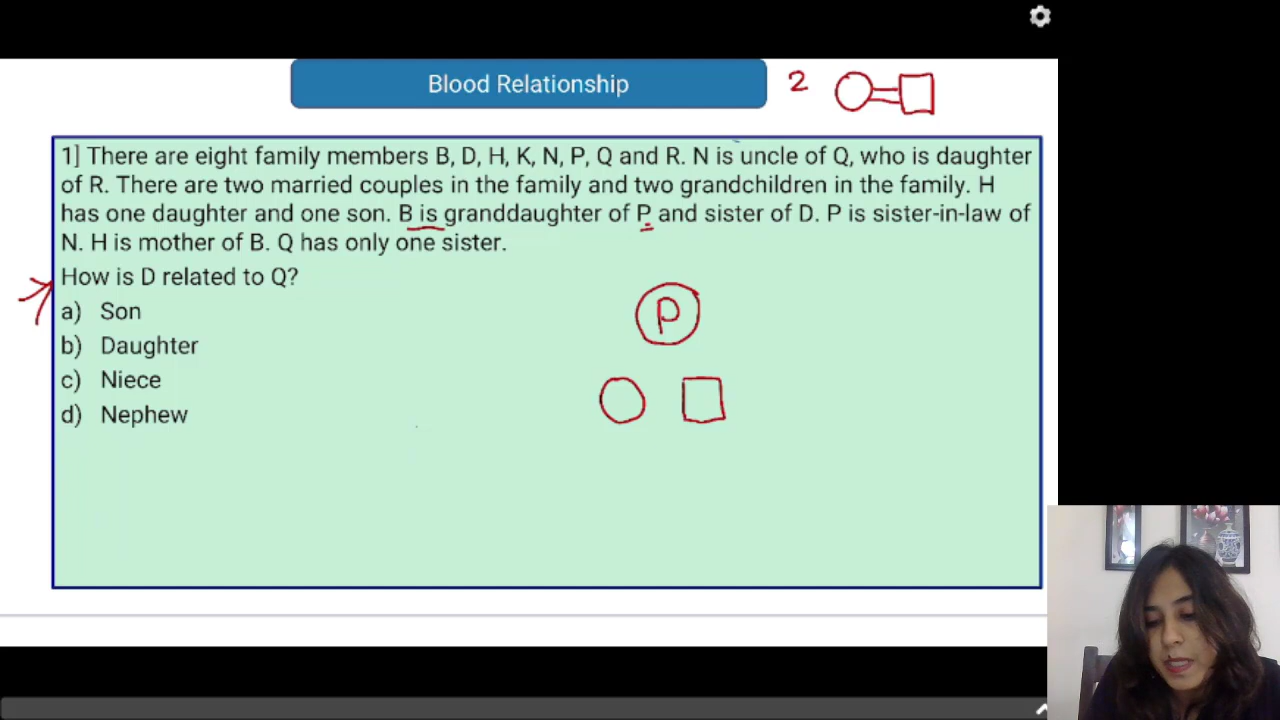 Blood Relationship
2
1] There are eight family members B, D, H, K, N, P, Q and R. N is uncle of Q, who is daughter
of R. There are two married couples in the family and two grandchildren in the family. H
has one daughter and one son. B is granddaughter of P and sister of D. P is sister-in-law of
N. H is mother of B. Q has only one sister.
How is D related to Q?
a) Son
b) Daughter
c) Niece
d) Nephew
P